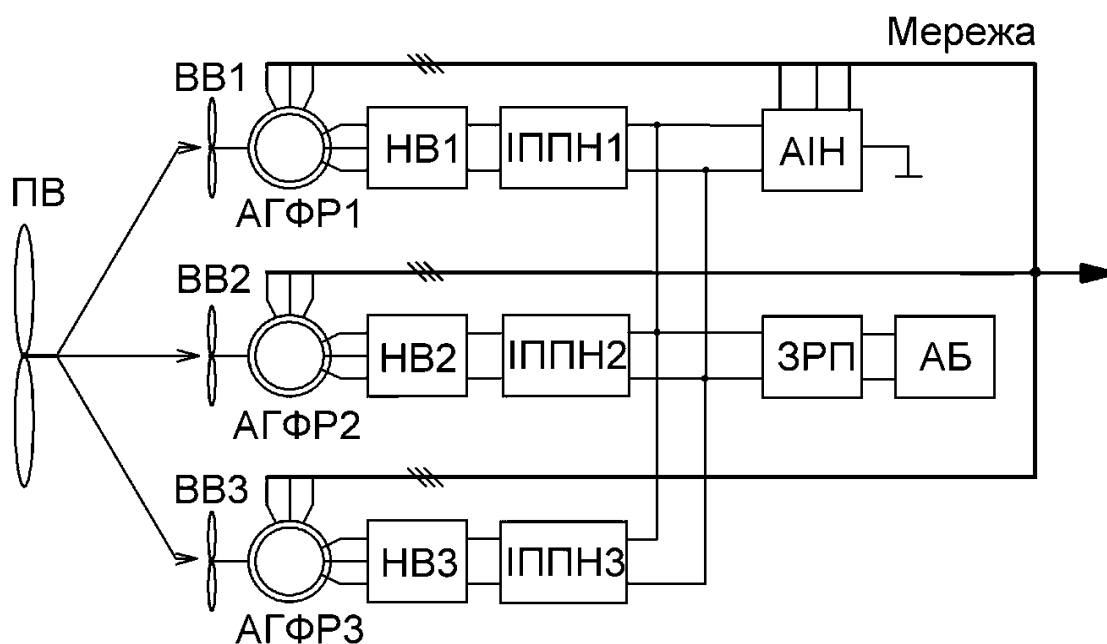 Мережа
ВВ1
НВ1
ІППН1
АІН
АГФР1
ПВ
ВВ2
НВ2
ІППН2
ЗРП
АБ
АГФР2
ВВ3
НВ3
ІППН3
АГФР3